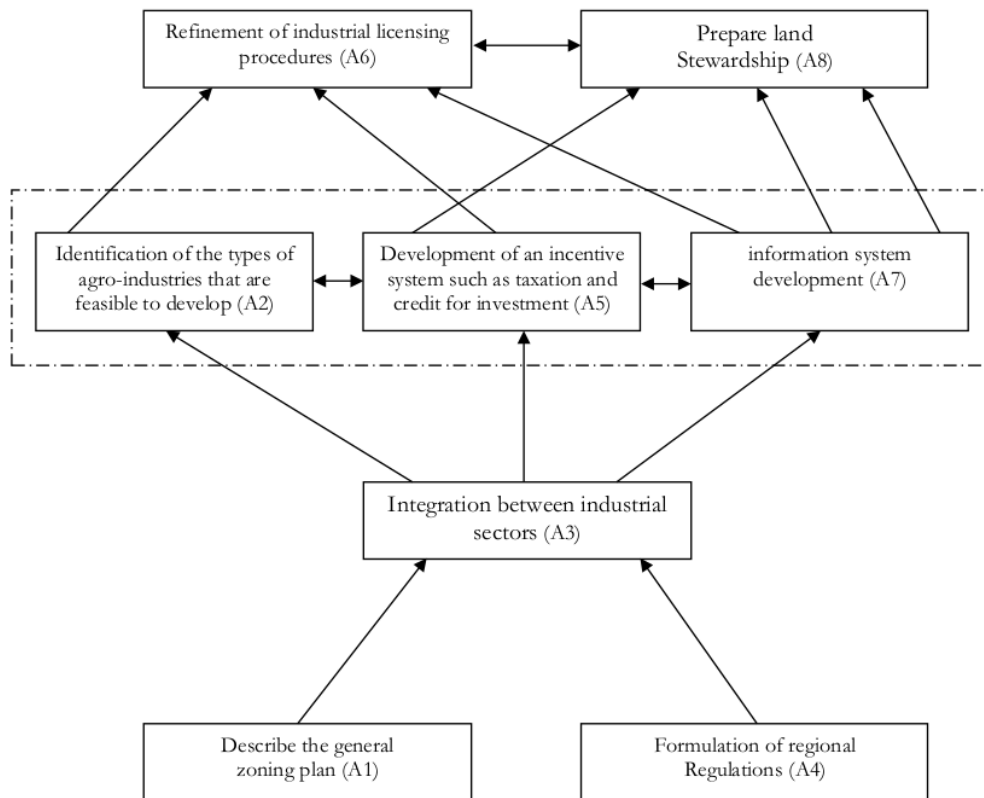 Refinement of industrial licensing
procedures (A6)
Prepare land
Stewardship (A8)
Identification of the types of
agro-industries that are
feasible to develop (A2)
Development of an incentive
system such as taxation and
credit for investment (A5)
information system
development (A7)
Integration between industrial
sectors (A3)
Describe the general
zoning plan (A1)
Formulation of regional
Regulations (A4)